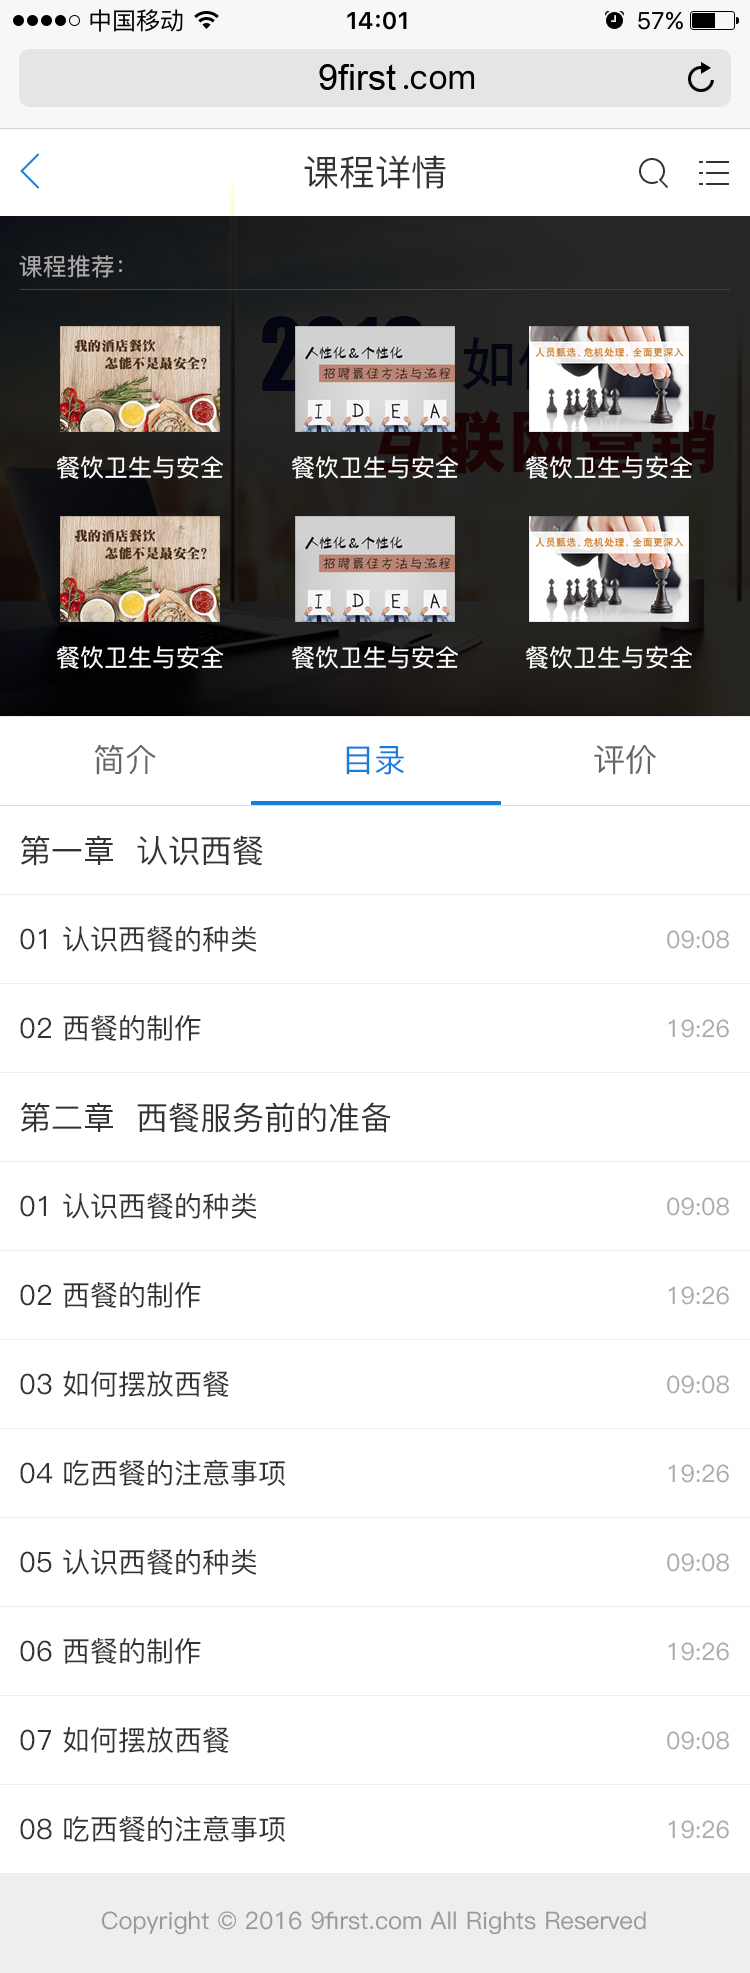 中国移动 14:01 57%
9first.com
课程详情
课程推荐：
2016 如何
互联网营销
我的酒店餐饮
怎能不是最安全？
人性化&个性化
招聘最佳方法与流程
I D E A
人员甄选，危机处理，全面更深入
餐饮卫生与安全 餐饮卫生与安全 餐饮卫生与安全
我的酒店餐饮
怎能不是最安全？
人性化&个性化
招聘最佳方法与流程
I D E A
人员甄选，危机处理，全面更深入
餐饮卫生与安全 餐饮卫生与安全 餐饮卫生与安全
简介 目录 评价
第一章 认识西餐
01 认识西餐的种类 09:08
02 西餐的制作 19:26
第二章 西餐服务前的准备
01 认识西餐的种类 09:08
02 西餐的制作 19:26
03 如何摆放西餐 09:08
04 吃西餐的注意事项 19:26
05 认识西餐的种类 09:08
06 西餐的制作 19:26
07 如何摆放西餐 09:08
08 吃西餐的注意事项 19:26
Copyright © 2016 9first.com All Rights Reserved